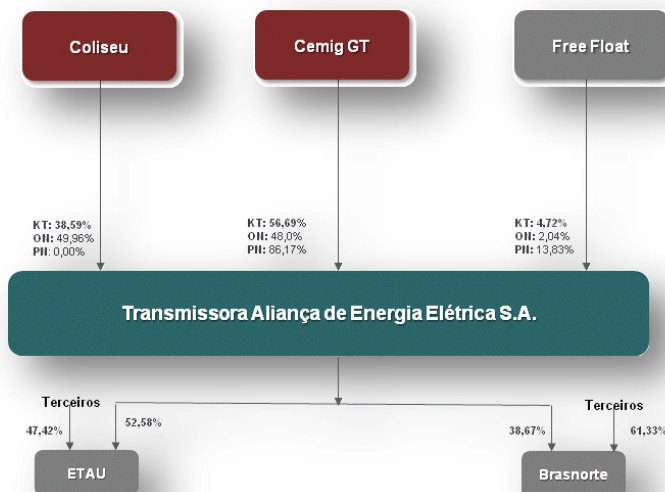 Coliseu
Cemig GT
Free Float
KT: 38,59%
ON: 49,96%
PN: 0,00%
KT: 56,69%
ON: 48,0%
PN: 86,17%
KT: 4,72%
ON: 2,04%
PN: 13,83%
Transmissora Aliança de Energia Elétrica S.A.
Terceiros
47,42%
52,58%
38,67%
Terceiros
61,33%
ETAU
Brasnorte